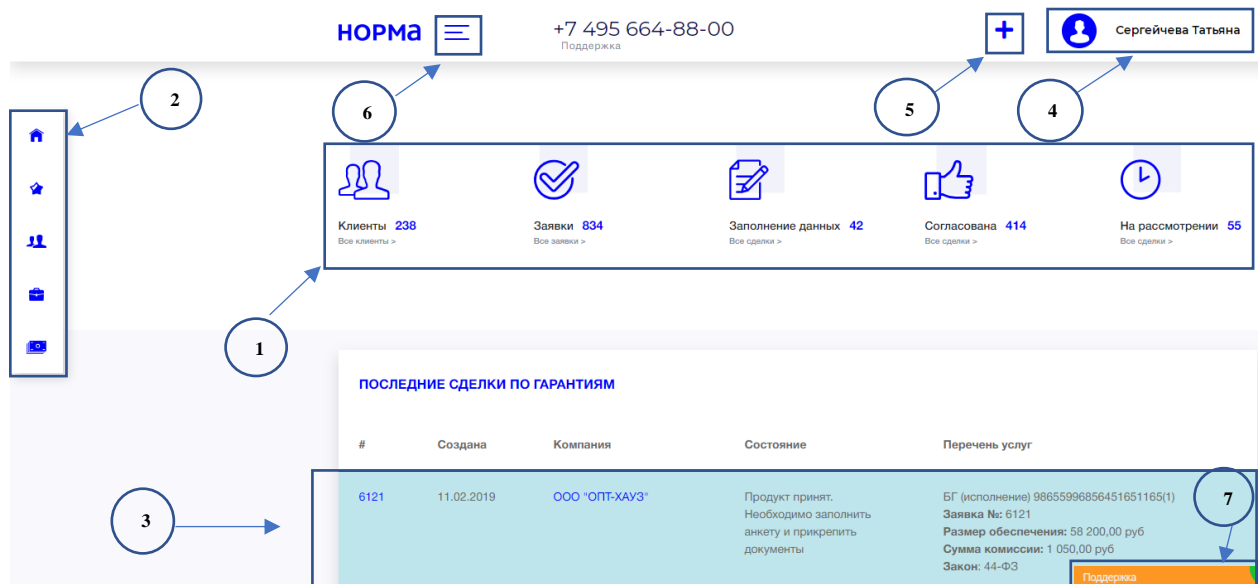 НОРМа
+7 495 664-88-00
Поддержка
Сергейчева Татьяна
2
6
5
4
Клиенты 238
Все клиенты >
Заявки 834
Все заявки >
Заполнение данных 42
Все сделки >
Согласована 414
Все сделки >
На рассмотрении 55
Все сделки >
1
ПОСЛЕДНИЕ СДЕЛКИ ПО ГАРАНТИЯМ
# Создана Компания Состояние Перечень услуг
3
6121
11.02.2019
ООО "ОПТ-ХАУЗ"
Продукт принят.
Необходимо заполнить
анкету и прикрепить
документы
БГ (исполнение) 98655996856451651165(1)
Заявка №: 6121
Размер обеспечения: 58 200,00 руб
Сумма комиссии: 1 050,00 руб
Закон: 44-ФЗ
7
Поддержка